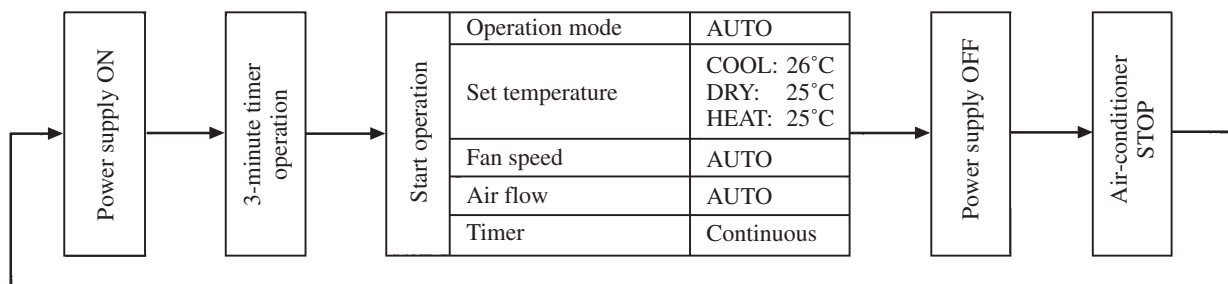 Power supply ON
3-minute timer
operation
Start operation
Operation mode AUTO
Set temperature COOL: 26˚C
DRY: 25˚C
HEAT: 25˚C
Fan speed AUTO
Air flow AUTO
Timer Continuous
Power supply OFF
Air-conditioner
STOP